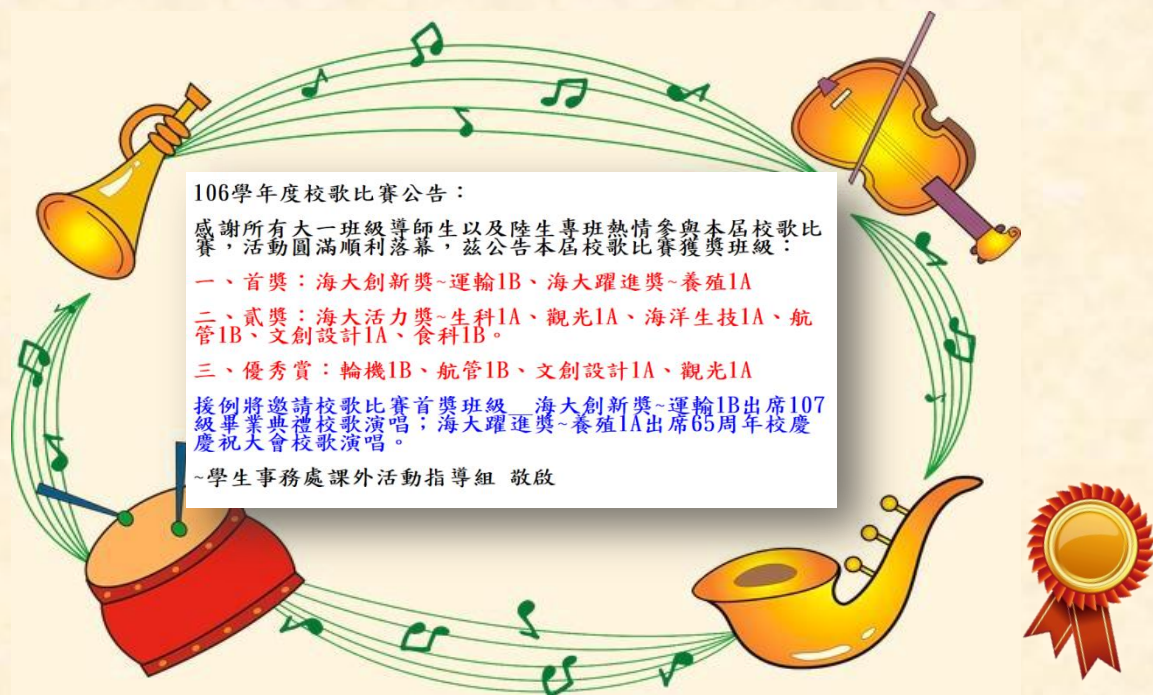 106學年度校歌比賽公告：
感謝所有大一班級導師生以及陸生專班熱情參與本屆校歌比
賽，活動圓滿順利落幕，茲公告本屆校歌比賽獲獎班級：
一、首獎：海大創新獎~運輸1B、海大躍進獎~養殖1A
二、貳獎：海大活力獎~生科1A、觀光1A、海洋生技1A、航
管1B、文創設計1A、食科1B。
三、優秀賞：輪機1B、航管1B、文創設計1A、觀光1A
援例將邀請校歌比賽首獎班級__海大創新獎~運輸1B出席107
級畢業典禮校歌演唱；海大躍進獎~養殖1A出席65周年校慶
慶祝大會校歌演唱。
~學生事務處課外活動指導組 敬啟